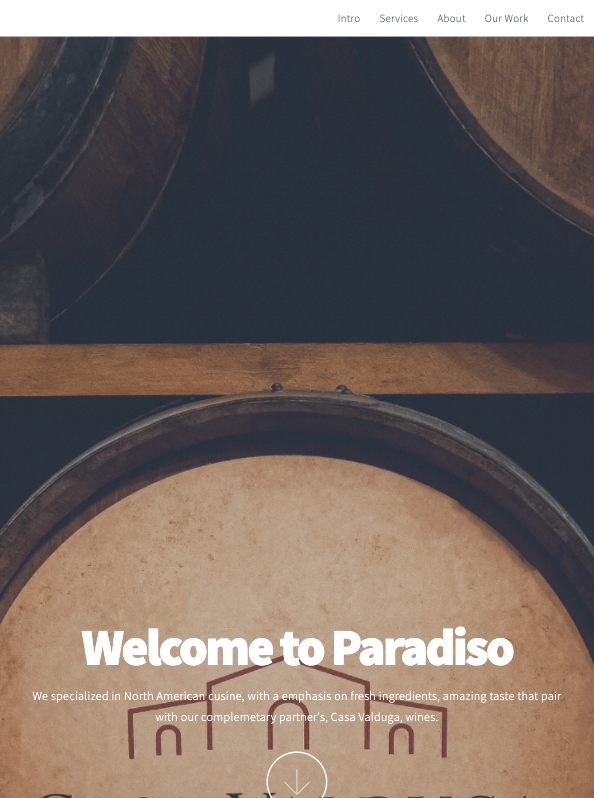 Intro Services About Our Work Contact
Welcome to Paradiso
We specialized in North American cusine, with a emphasis on fresh ingredients, amazing taste that pair
with our complemetary partner's, Casa Valduga, wines.